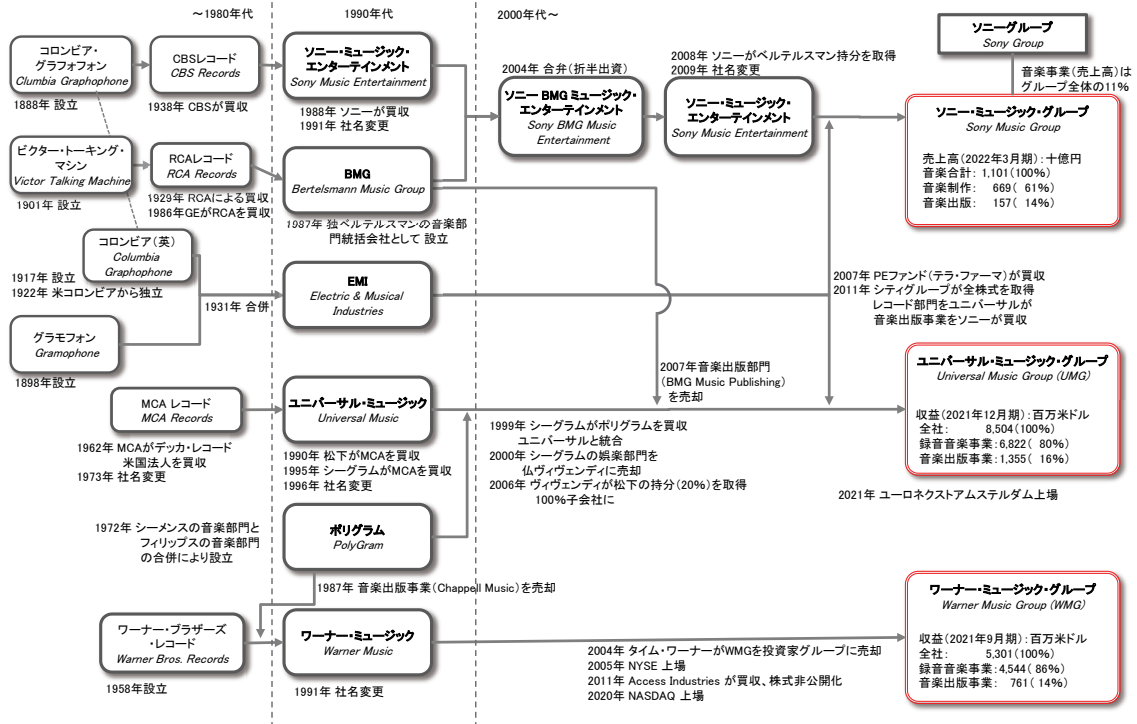 ～1980年代
1990年代
2000年代～
コロンビア・
グラフォフォン
Clumbia Graphophone
1888年 設立
CBSレコード
CBS Records
1938年 CBSが買収
ソニー・ミュージック・
エンターテインメント
Sony Music Entertainment
1988年 ソニーが買収
1991年 社名変更
2004年 合弁(折半出資)
ソニー BMG ミュージック・
エンターテインメント
Sony BMG Music
Entertainment
2008年 ソニーがベルテルスマン持分を取得
2009年 社名変更
ソニー・ミュージック・
エンターテインメント
Sony Music Entertainment
ソニーグループ
Sony Group
音楽事業(売上高)は
グループ全体の11%
ソニー・ミュージック・グループ
Sony Music Group
売上高(2022年3月期):十億円
音楽合計: 1,101(100%)
音楽制作: 669( 61%)
音楽出版: 157( 14%)
ビクター・トーキング・
マシン
Victor Talking Machine
1901年 設立
RCAレコード
RCA Records
1929年 RCAによる買収
1986年GEがRCAを買収
BMG
Bertelsmann Music Group
1987年 独ベルテルスマンの音楽部
門統括会社として 設立
コロンビア(英)
Columbia
Graphophone
1917年 設立
1922年 米コロンビアから独立
1931年 合併
EMI
Electric & Musical
Industries
2007年 PEファンド(テラ・ファーマ)が買収
2011年 シティグループが全株式を取得
レコード部門をユニバーサルが
音楽出版事業をソニーが買収
グラモフォン
Gramophone
1898年設立
2007年音楽出版部門
(BMG Music Publishing)
を売却
MCA レコード
MCA Records
1962年 MCAがデッカ・レコード
米国法人を買収
1973年 社名変更
ユニバーサル・ミュージック
Universal Music
1990年 松下がMCAを買収
1995年 シーグラムがMCAを買収
1996年 社名変更
1999年 シーグラムがポリグラムを買収
ユニバーサルと統合
2000年 シーグラムの娯楽部門を
仏ヴィヴェンディに売却
2006年 ヴィヴェンディが松下の持分(20%)を取得
100%子会社に
ユニバーサル・ミュージック・グループ
Universal Music Group (UMG)
収益(2021年12月期):百万米ドル
全社: 8,504(100%)
録音音楽事業:6,822( 80%)
音楽出版事業:1,355( 16%)
2021年 ユーロネクストアムステルダム上場
1972年 シーメンスの音楽部門と
フィリップスの音楽部門
の合併により設立
ポリグラム
PolyGram
1987年 音楽出版事業(Chappell Music)を売却
ワーナー・ブラザーズ
・レコード
Warner Bros. Records
1958年設立
ワーナー・ミュージック
Warner Music
1991年 社名変更
2004年 タイム・ワーナーがWMGを投資家グループに売却
2005年 NYSE 上場
2011年 Access Industries が買収、株式非公開化
2020年 NASDAQ 上場
ワーナー・ミュージック・グループ
Warner Music Group (WMG)
収益(2021年9月期):百万米ドル
全社: 5,301(100%)
録音音楽事業:4,544( 86%)
音楽出版事業: 761( 14%)